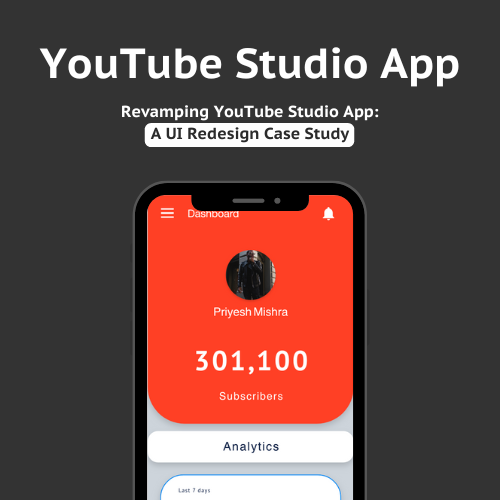 YouTube Studio App
Revamping YouTube Studio App:
A UI Redesign Case Study
Dashboard
Priyesh Mishra
301,100
Subscribers
Analytics
Last 7 days